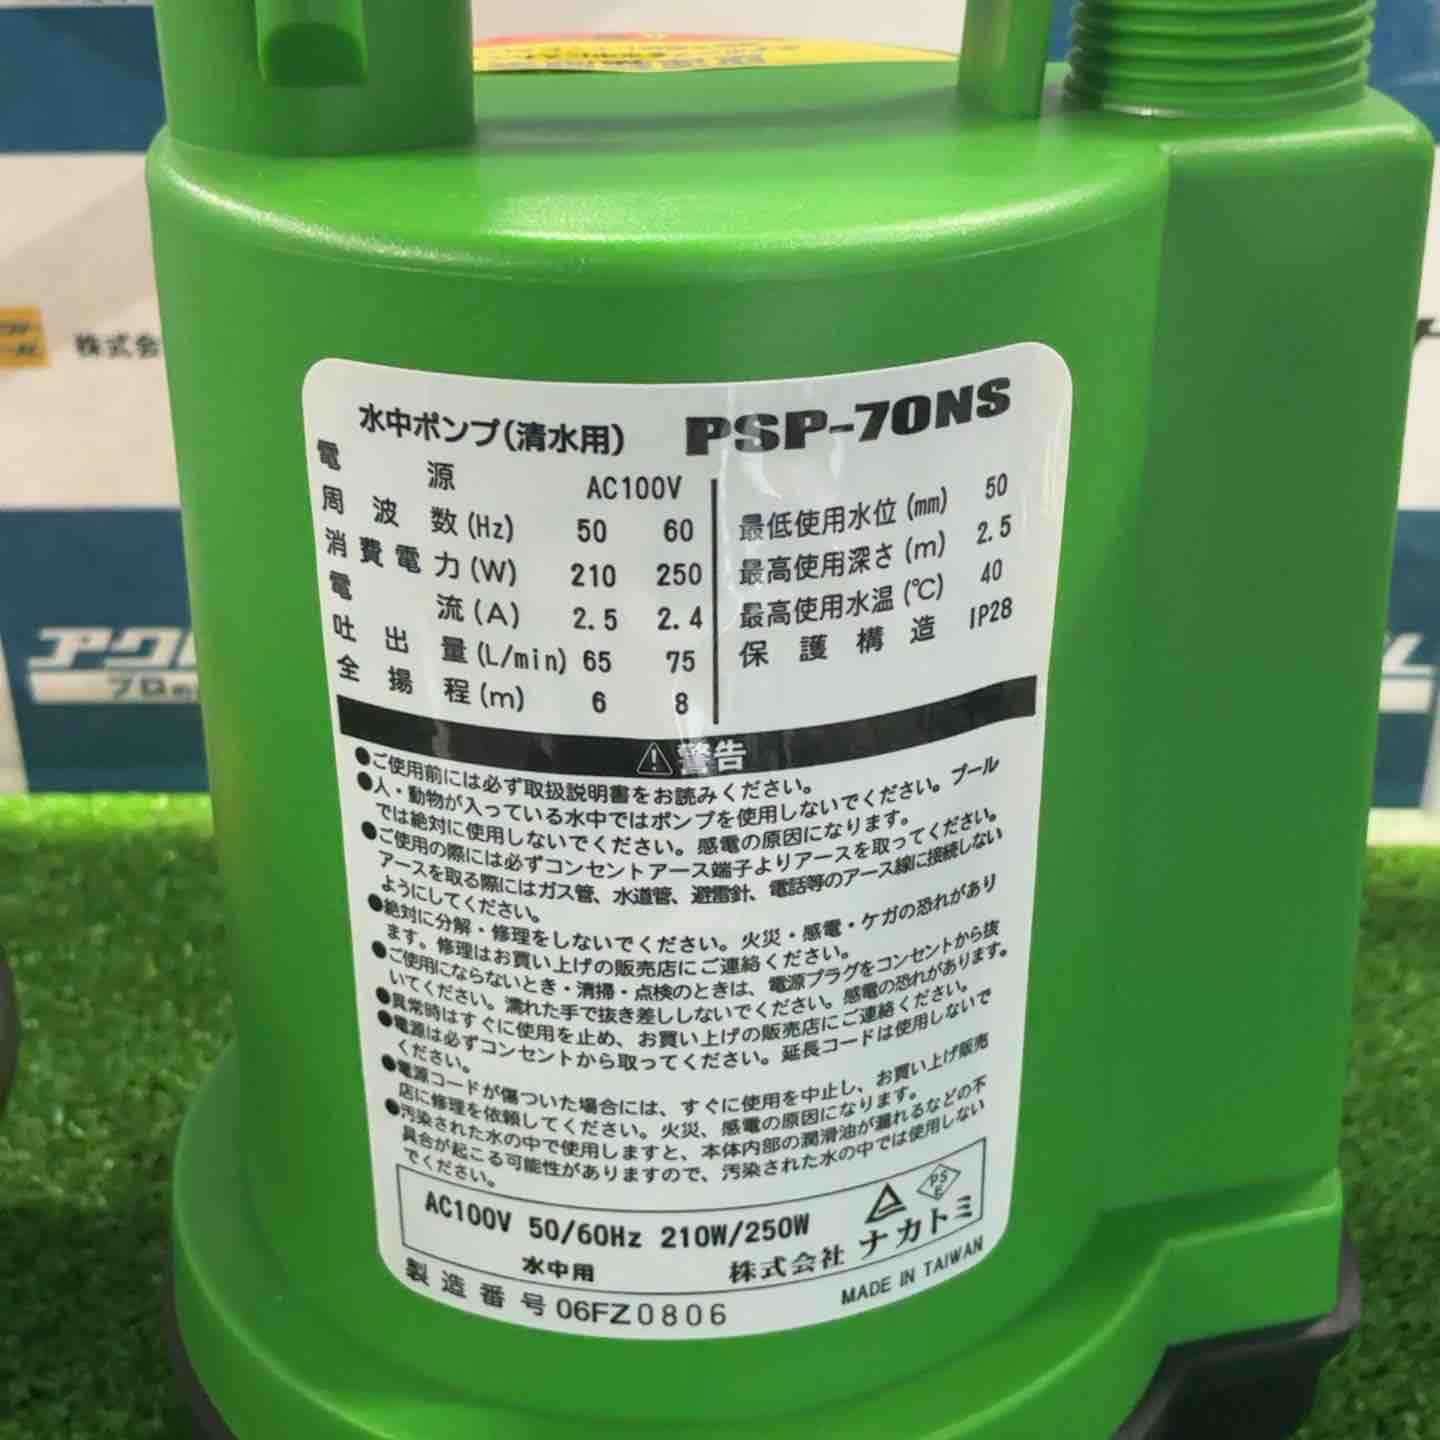 株式会
アクトツール
プロの
水中ポンプ(清水用) PSP-70NS
電源 AC100V
周波数(Hz) 50 60
消費電力(W) 210 250
電流(A) 2.5 2.4
吐出量(L/min) 65 75
全揚程(m) 6 8
最低使用水位(mm) 50
最高使用深さ(m) 2.5
最高使用水温(℃) 40
保護構造 IP28
⚠警告
●ご使用前には必ず取扱説明書をお読みください。
●人・動物が入っている水中ではポンプを使用しないでください。プール
では絶対に使用しないでください。感電の原因になります。
●ご使用の際には必ずコンセントアース端子よりアースを取ってください。
アースを取る際にはガス管、水道管、避雷針、電話等のアース線に接続しない
ようにしてください。
●絶対に分解・修理をしないでください。火災・感電・ケガの恐れがあり
ます。修理はお買い上げの販売店にご連絡ください。
●ご使用にならないとき・清掃・点検のときは、電源プラグをコンセントから抜
いてください。濡れた手で抜き差ししないでください。感電の恐れがあります。
●異常時はすぐに使用を止め、お買い上げの販売店にご連絡ください。
●電源は必ずコンセントから取ってください。延長コードは使用しないで
ください。
●電源コードが傷ついた場合には、すぐに使用を中止し、お買い上げ販売
店に修理を依頼してください。火災、感電の原因になります。
●汚染された水の中で使用しますと、本体内部の潤滑油が漏れるなどの不
具合が起こる可能性がありますので、汚染された水の中では使用しない
でください。
AC100V 50/60Hz 210W/250W
水中用
PS
E
株式会社 ナカトミ
製造番号 06FZ0806
MADE IN TAIWAN